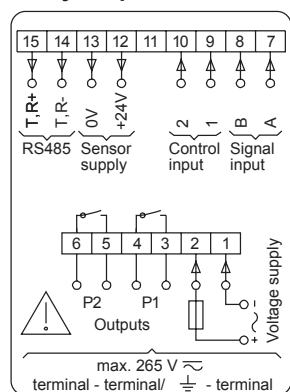 15 14 13 12 11 10 9 8 7
T,R+ T,R- 0V +24V 2 1 B A
RS485 Sensor supply Control input Signal input
6 5 4 3 2 1
P2 P1
Outputs
Voltage supply
-
+
max. 265 V
terminal - terminal/ - terminal